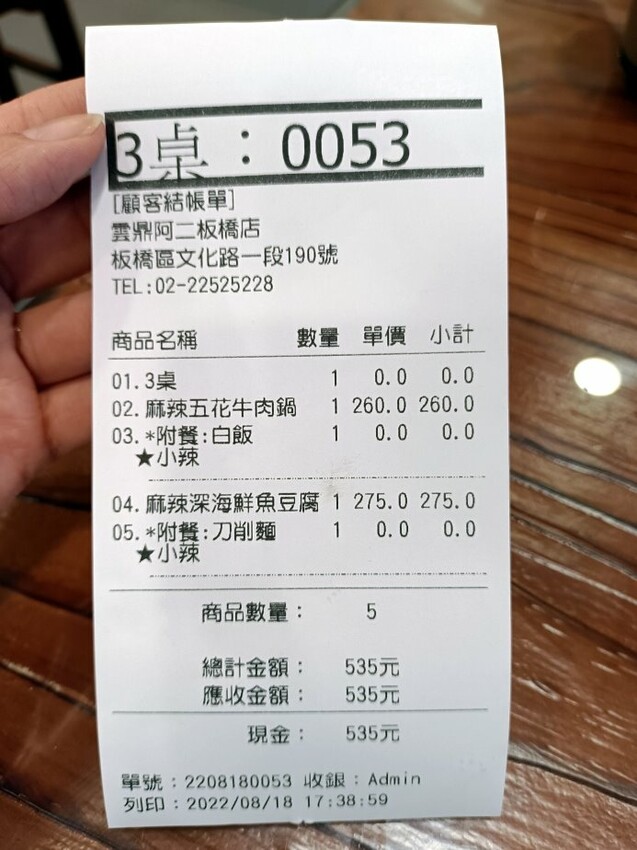 3桌：0053
[顧客結帳單]
雲鼎阿二板橋店
板橋區文化路一段190號
TEL:02-22525228
商品名稱 數量 單價 小計
01.3桌 1 0.0 0.0
02.麻辣五花牛肉鍋 1 260.0 260.0
03.*附餐:白飯 1 0.0 0.0
★小辣
04.麻辣深海鮮魚豆腐 1 275.0 275.0
05.*附餐:刀削麵 1 0.0 0.0
★小辣
商品數量： 5
總計金額： 535元
應收金額： 535元
現金： 535元
單號：2208180053 收銀：Admin
列印：2022/08/18 17:38:59